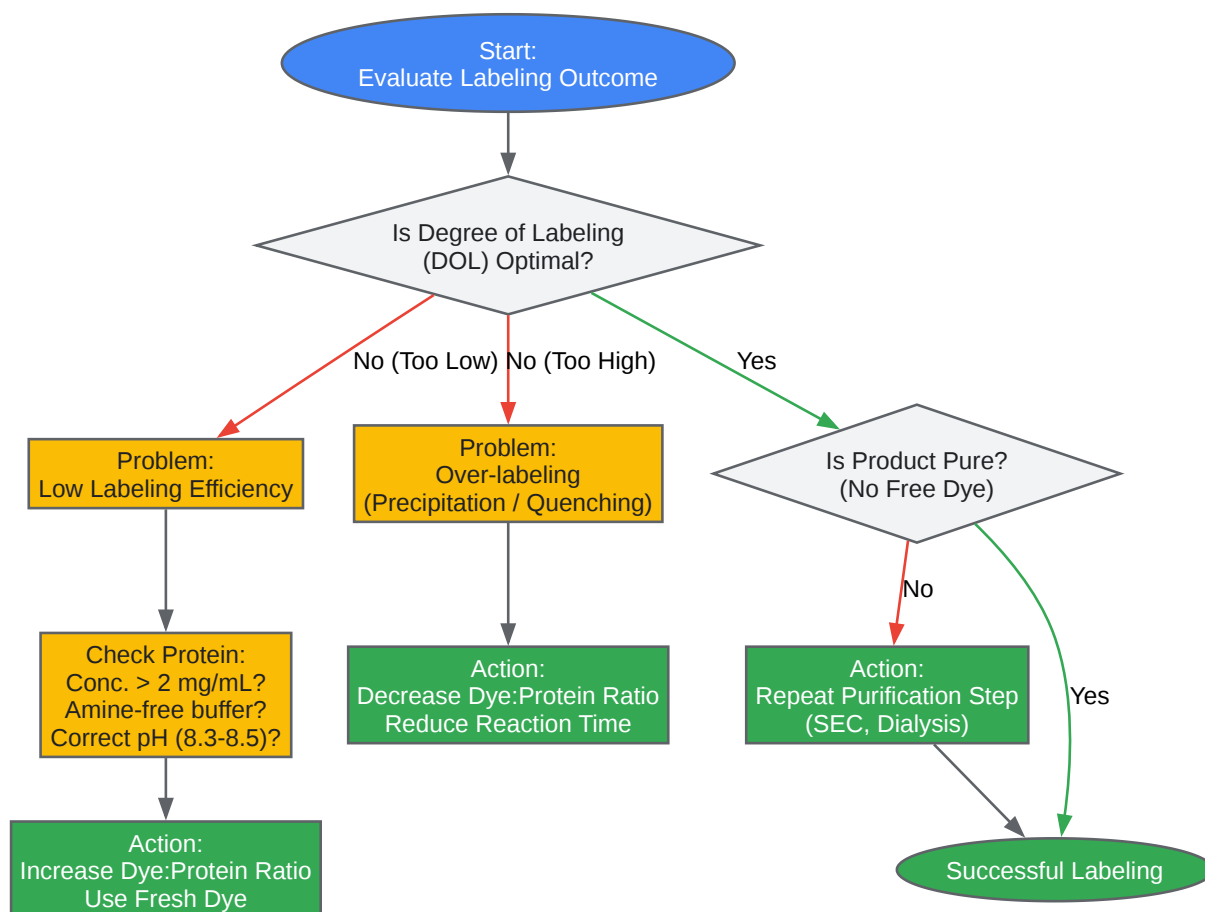 Start:
Evaluate Labeling Outcome
Is Degree of Labeling
(DOL) Optimal?
No (Too Low)
No (Too High)
Yes
Problem:
Low Labeling Efficiency
Problem:
Over-labeling
(Precipitation / Quenching)
Is Product Pure?
(No Free Dye)
No
Yes
Check Protein:
Conc. > 2 mg/mL?
Amine-free buffer?
Correct pH (8.3-8.5)?
Action:
Decrease Dye:Protein Ratio
Reduce Reaction Time
Action:
Repeat Purification Step
(SEC, Dialysis)
Action:
Increase Dye:Protein Ratio
Use Fresh Dye
Successful Labeling